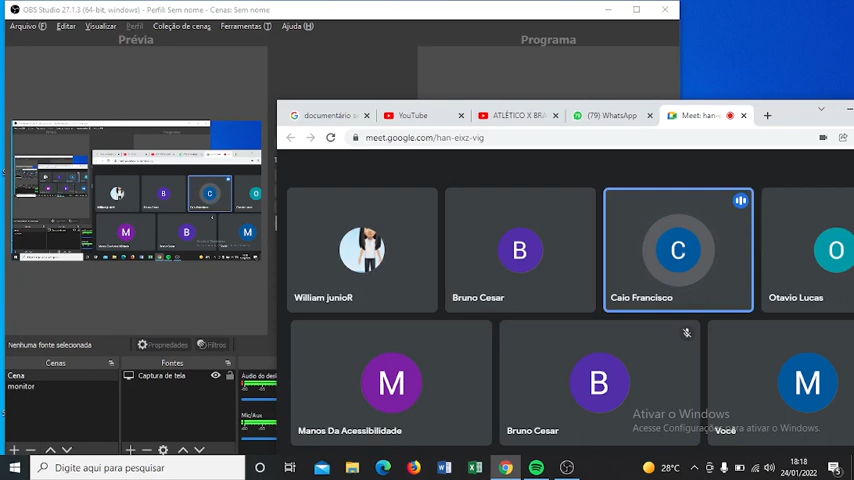 OBS Studio 27.1.3 (64-bit, windows) - Perfil: Sem nome - Cenas: Sem nome
Arquivo (F) Editar Visualizar Perfil Coleção de cenas Ferramentas (T) Ajuda (H)
Prévia
Programa
documentário
YouTube
ATLÉTICO X BRA
(79) WhatsApp
Meet: han-
meet.google.com/han-eixz-vig
B
C
O
William junioR
Bruno Cesar
Caio Francisco
Otavio Lucas
M
B
M
Manos Da Acessibilidade
Bruno Cesar
Você
Ativar o Windows
Acesse Configurações para ativar o Windows.
Nenhuma fonte selecionada
Propriedades
Filtros
Cenas
Fontes
Cena
monitor
Captura de tela
Áudio do des
Mic/Aux
Digite aqui para pesquisar
28°C
18:18
24/01/2022
5